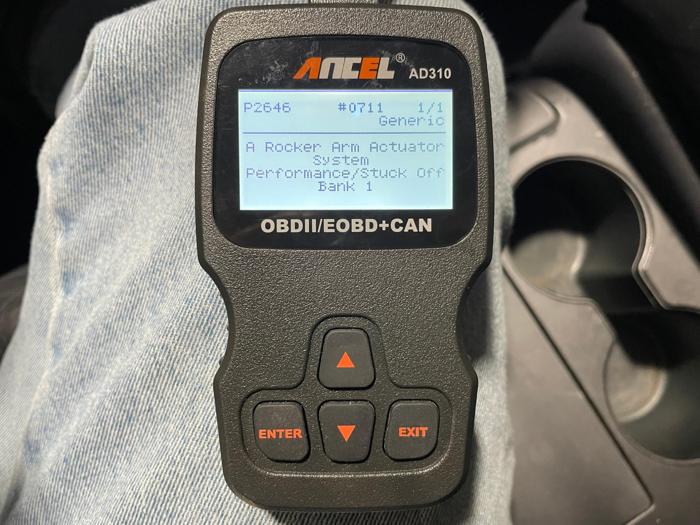 ANCEL®
AD310
P2646 #0711 1/1
Generic
A Rocker Arm Actuator
System
Performance/Stuck Off
Bank 1
OBDII/EOBD+CAN
ENTER
EXIT